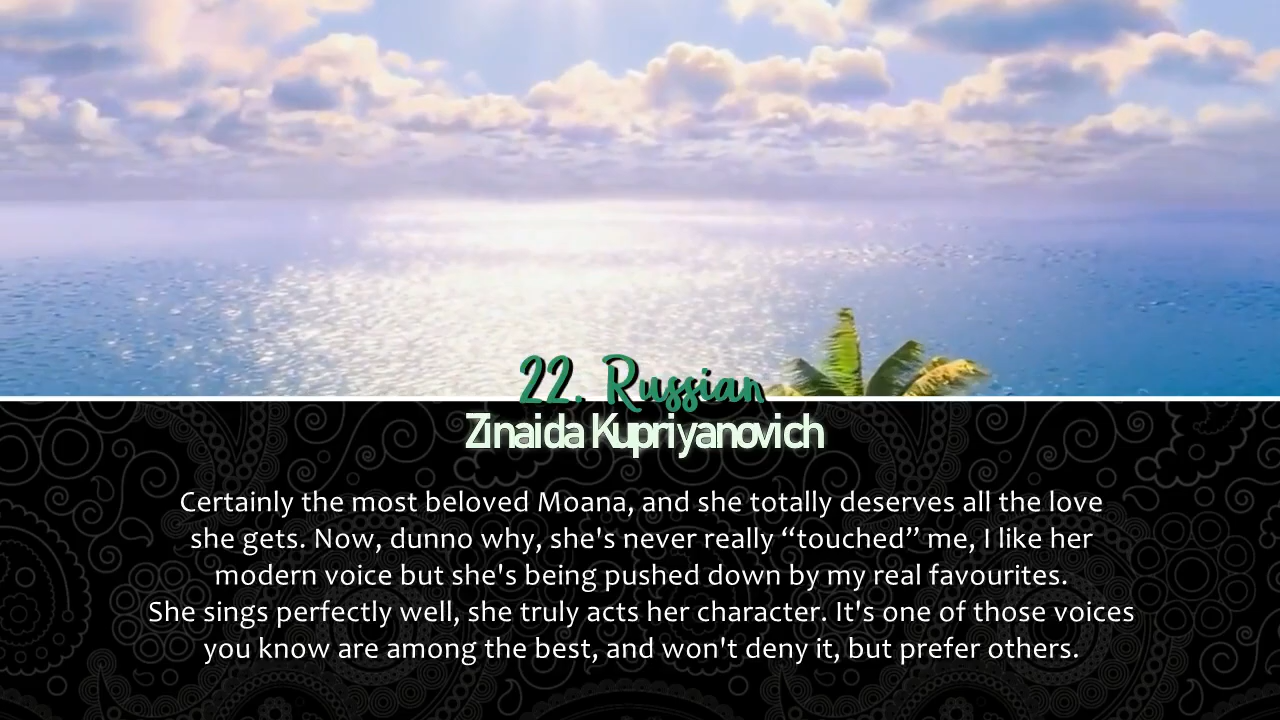 22. Russian
Zinaida Kupriyanovich
Certainly the most beloved Moana, and she totally deserves all the love
she gets. Now, dunno why, she's never really “touched” me, I like her
modern voice but she's being pushed down by my real favourites.
She sings perfectly well, she truly acts her character. It's one of those voices
you know are among the best, and won't deny it, but prefer others.